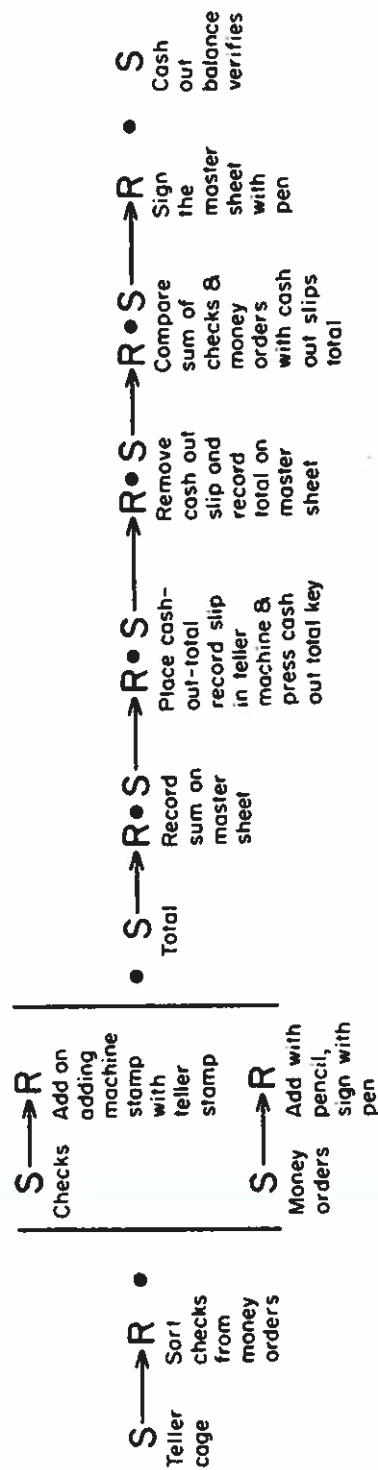 S→R •
Teller cage
Sort
checks
from
money
orders
S→R
Checks
Add on
adding
machine
stamp
with
teller
stamp
S→R
Money
orders
Add with
pencil,
sign with
pen
• S→R•S→R•S→R•S→R•S→R • S
Total
Record
sum on
master
sheet
Place cash-
out-total
record slip
in teller
machine &
press cash
out total key
Remove
cash out
slip and
record
total on
master
sheet
Compare
sum of
checks &
money
orders
with cash
out slips
total
Sign
the
master
sheet
with
pen
Cash
out
balance
verifies